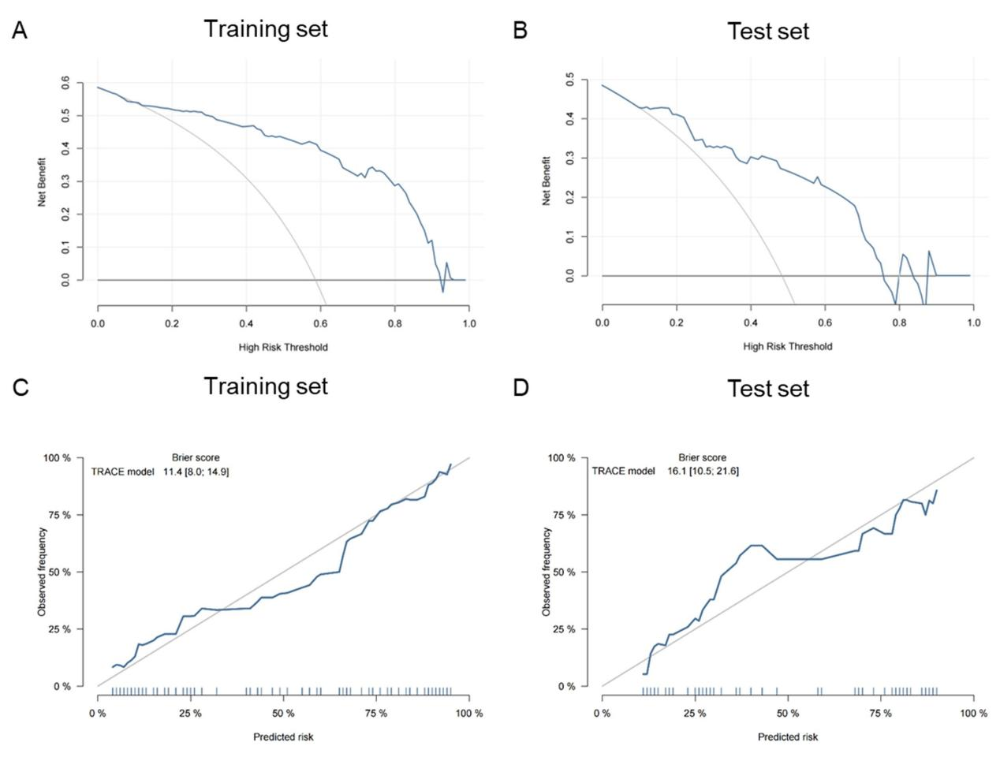 A
Training set
B
Test set
Net Benefit
0.6
0.5
0.4
0.3
0.2
0.1
0.0
0.0 0.2 0.4 0.6 0.8 1.0
High Risk Threshold
Net Benefit
0.5
0.4
0.3
0.2
0.1
0.0
0.0 0.2 0.4 0.6 0.8 1.0
High Risk Threshold
C
Training set
D
Test set
Brier score
TRACE model 11.4 [8.0; 14.9]
Observed frequency
100 %
75 %
50 %
25 %
0 %
0 % 25 % 50 % 75 % 100 %
Predicted risk
Brier score
TRACE model 16.1 [10.5; 21.6]
Observed frequency
100 %
75 %
50 %
25 %
0 %
0 % 25 % 50 % 75 % 100 %
Predicted risk